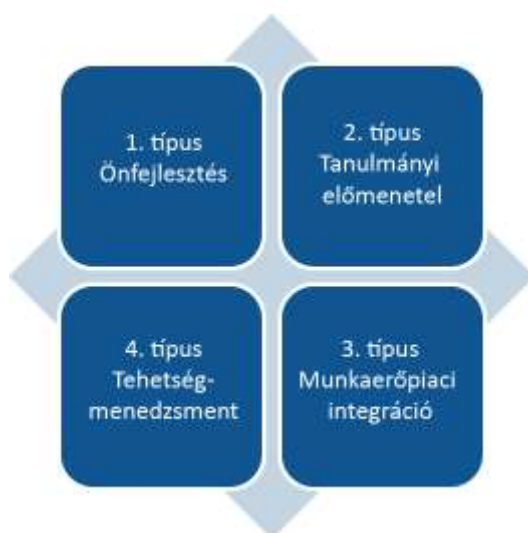 1. típus
Önfejlesztés
2. típus
Tanulmányi
előmenetel
4. típus
Tehetség-
menedzsment
3. típus
Munkaerőpiaci
integráció